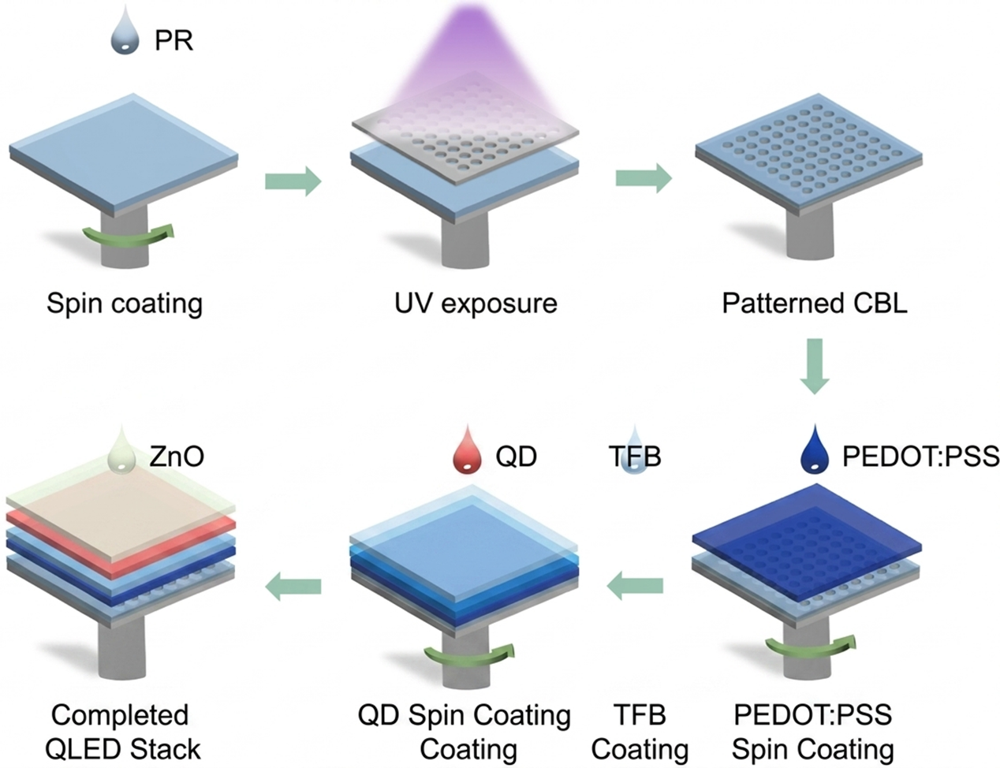 PR
Spin coating
UV exposure
Patterned CBL
ZnO
QD
TFB
PEDOT:PSS
Completed
QLED Stack
QD Spin Coating
Coating
TFB
Coating
PEDOT:PSS
Spin Coating